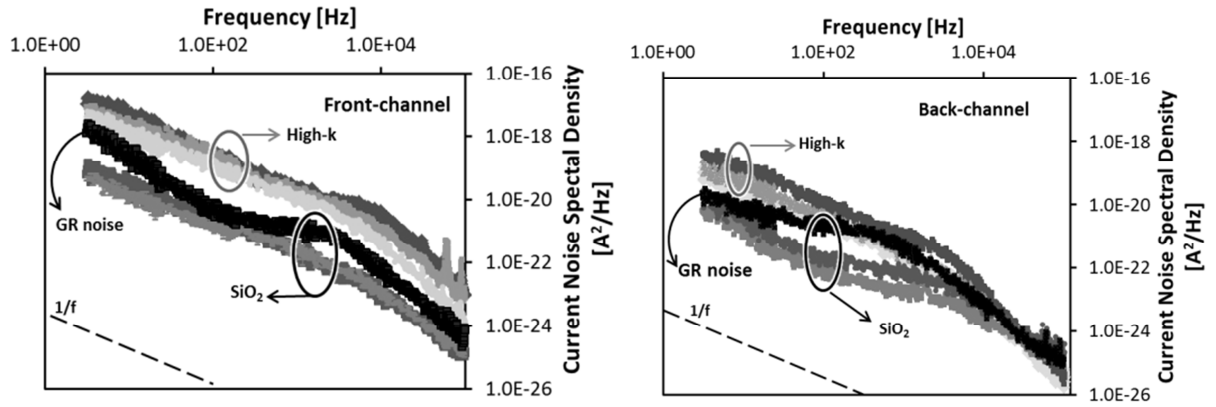 Frequency [Hz]
1.0E+00 1.0E+02 1.0E+04
1.0E-16
1.0E-18
1.0E-20
1.0E-22
1.0E-24
1.0E-26
Current Noise Spectal Density
[A²/Hz]
Front-channel
High-k
GR noise
SiO₂
1/f
Frequency [Hz]
1.0E+00 1.0E+02 1.0E+04
1.0E-16
1.0E-18
1.0E-20
1.0E-22
1.0E-24
1.0E-26
Current Noise Spectral Density
[A²/Hz]
Back-channel
High-k
GR noise
SiO₂
1/f